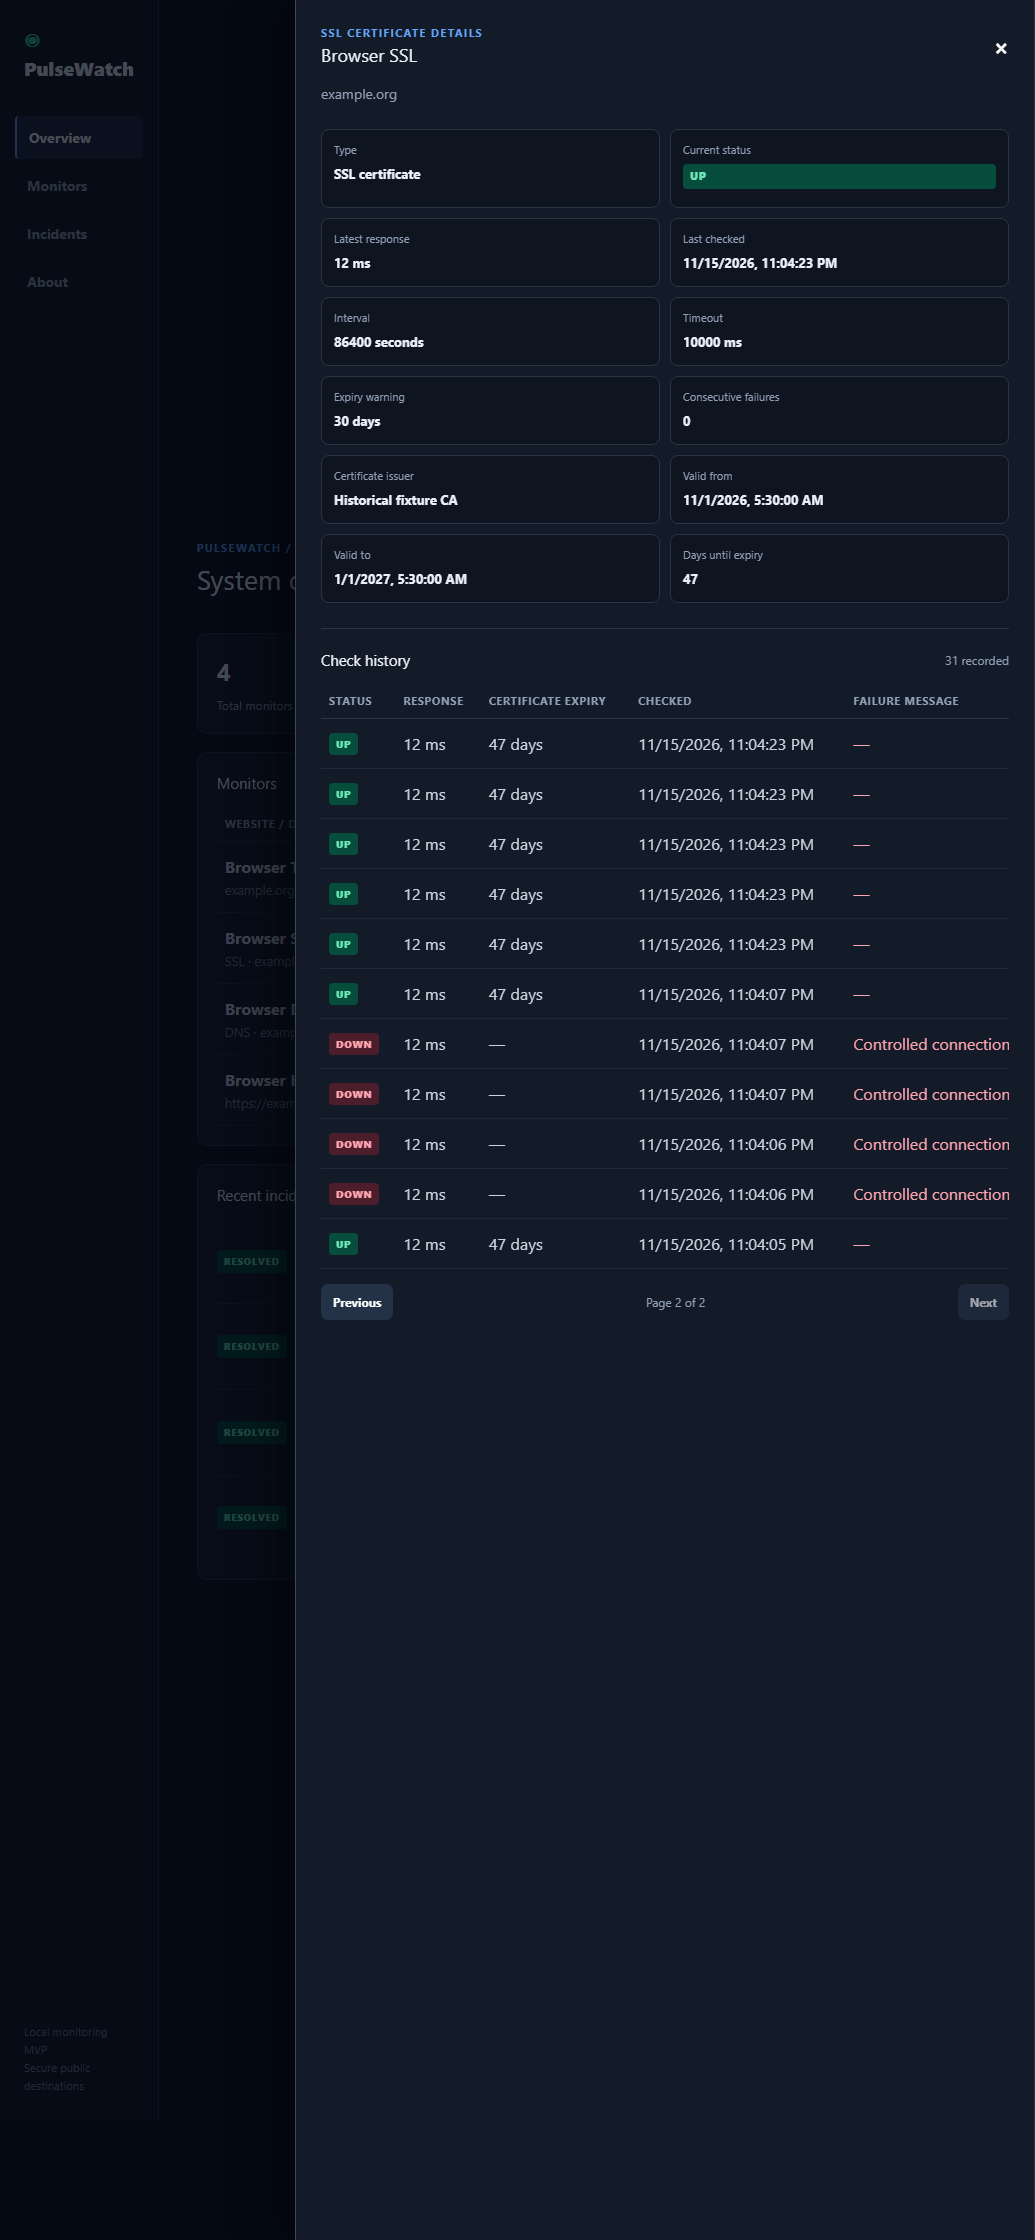 PulseWatch
Overview
Monitors
Incidents
About
Local monitoring
MVP
Secure public
destinations
PULSEWATCH /
System
4
Total monitors
Monitors
WEBSITE /
Browser
example.org
Browser
SSL · exampl
Browser
DNS · examp
Browser
https://exam
Recent incid
RESOLVED
RESOLVED
RESOLVED
RESOLVED
SSL CERTIFICATE DETAILS
Browser SSL
×
example.org
Type
SSL certificate
Current status
UP
Latest response
12 ms
Last checked
11/15/2026, 11:04:23 PM
Interval
86400 seconds
Timeout
10000 ms
Expiry warning
30 days
Consecutive failures
0
Certificate issuer
Historical fixture CA
Valid from
11/1/2026, 5:30:00 AM
Valid to
1/1/2027, 5:30:00 AM
Days until expiry
47
Check history
31 recorded
STATUS RESPONSE CERTIFICATE EXPIRY CHECKED FAILURE MESSAGE
UP 12 ms 47 days 11/15/2026, 11:04:23 PM —
UP 12 ms 47 days 11/15/2026, 11:04:23 PM —
UP 12 ms 47 days 11/15/2026, 11:04:23 PM —
UP 12 ms 47 days 11/15/2026, 11:04:23 PM —
UP 12 ms 47 days 11/15/2026, 11:04:23 PM —
UP 12 ms 47 days 11/15/2026, 11:04:07 PM —
DOWN 12 ms — 11/15/2026, 11:04:07 PM Controlled connection
DOWN 12 ms — 11/15/2026, 11:04:07 PM Controlled connection
DOWN 12 ms — 11/15/2026, 11:04:06 PM Controlled connection
DOWN 12 ms — 11/15/2026, 11:04:06 PM Controlled connection
UP 12 ms 47 days 11/15/2026, 11:04:05 PM —
Previous Page 2 of 2 Next